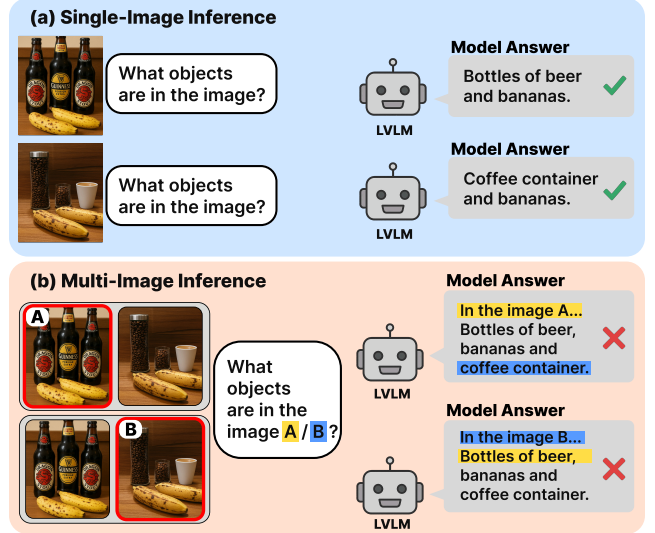 (a) Single-Image Inference
What objects
are in the image?
LVLM
Model Answer
Bottles of beer
and bananas.
What objects
are in the image?
LVLM
Model Answer
Coffee container
and bananas.
(b) Multi-Image Inference
A
GUINNESS
B
What
objects
are in the
image A / B ?
LVLM
Model Answer
In the image A...
Bottles of beer,
bananas and
coffee container.
LVLM
Model Answer
In the image B...
Bottles of beer,
bananas and
coffee container.